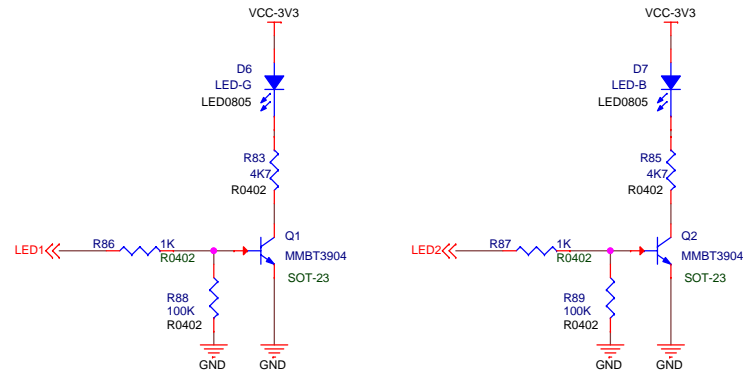 VCC-3V3
D6
LED-G
LED0805
R83
4K7
R0402
LED1
R86
1K
R0402
Q1
MMBT3904
SOT-23
R88
100K
R0402
GND
GND
VCC-3V3
D7
LED-B
LED0805
R85
4K7
R0402
LED2
R87
1K
R0402
Q2
MMBT3904
SOT-23
R89
100K
R0402
GND
GND